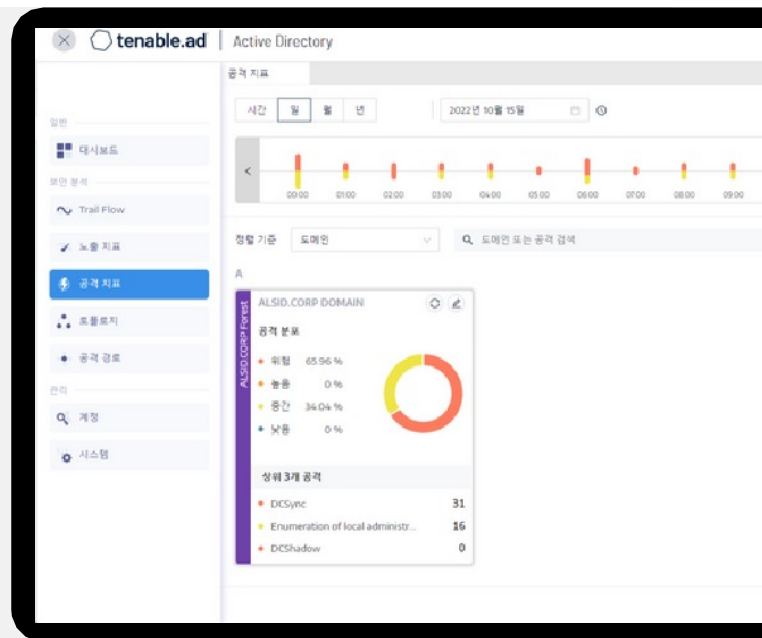 tenable.ad | Active Directory
공격 지표
일반
대시보드
보안 분석
Trail Flow
노출 지표
공격 지표
토폴로지
공격 경로
관리
계정
시스템
시간 일 월 년 2022년 10월 15일
00:00 01:00 02:00 03:00 04:00 05:00 06:00 07:00 08:00 09:00
정렬 기준 도메인 도메인 또는 공격 검색
A
ALSID.CORP Forest
ALSID.CORP DOMAIN
공격 분포
위험 65.96 %
높음 0 %
중간 34.04 %
낮음 0 %
상위 3개 공격
DCSync 31
Enumeration of local administr... 16
DCShadow 0